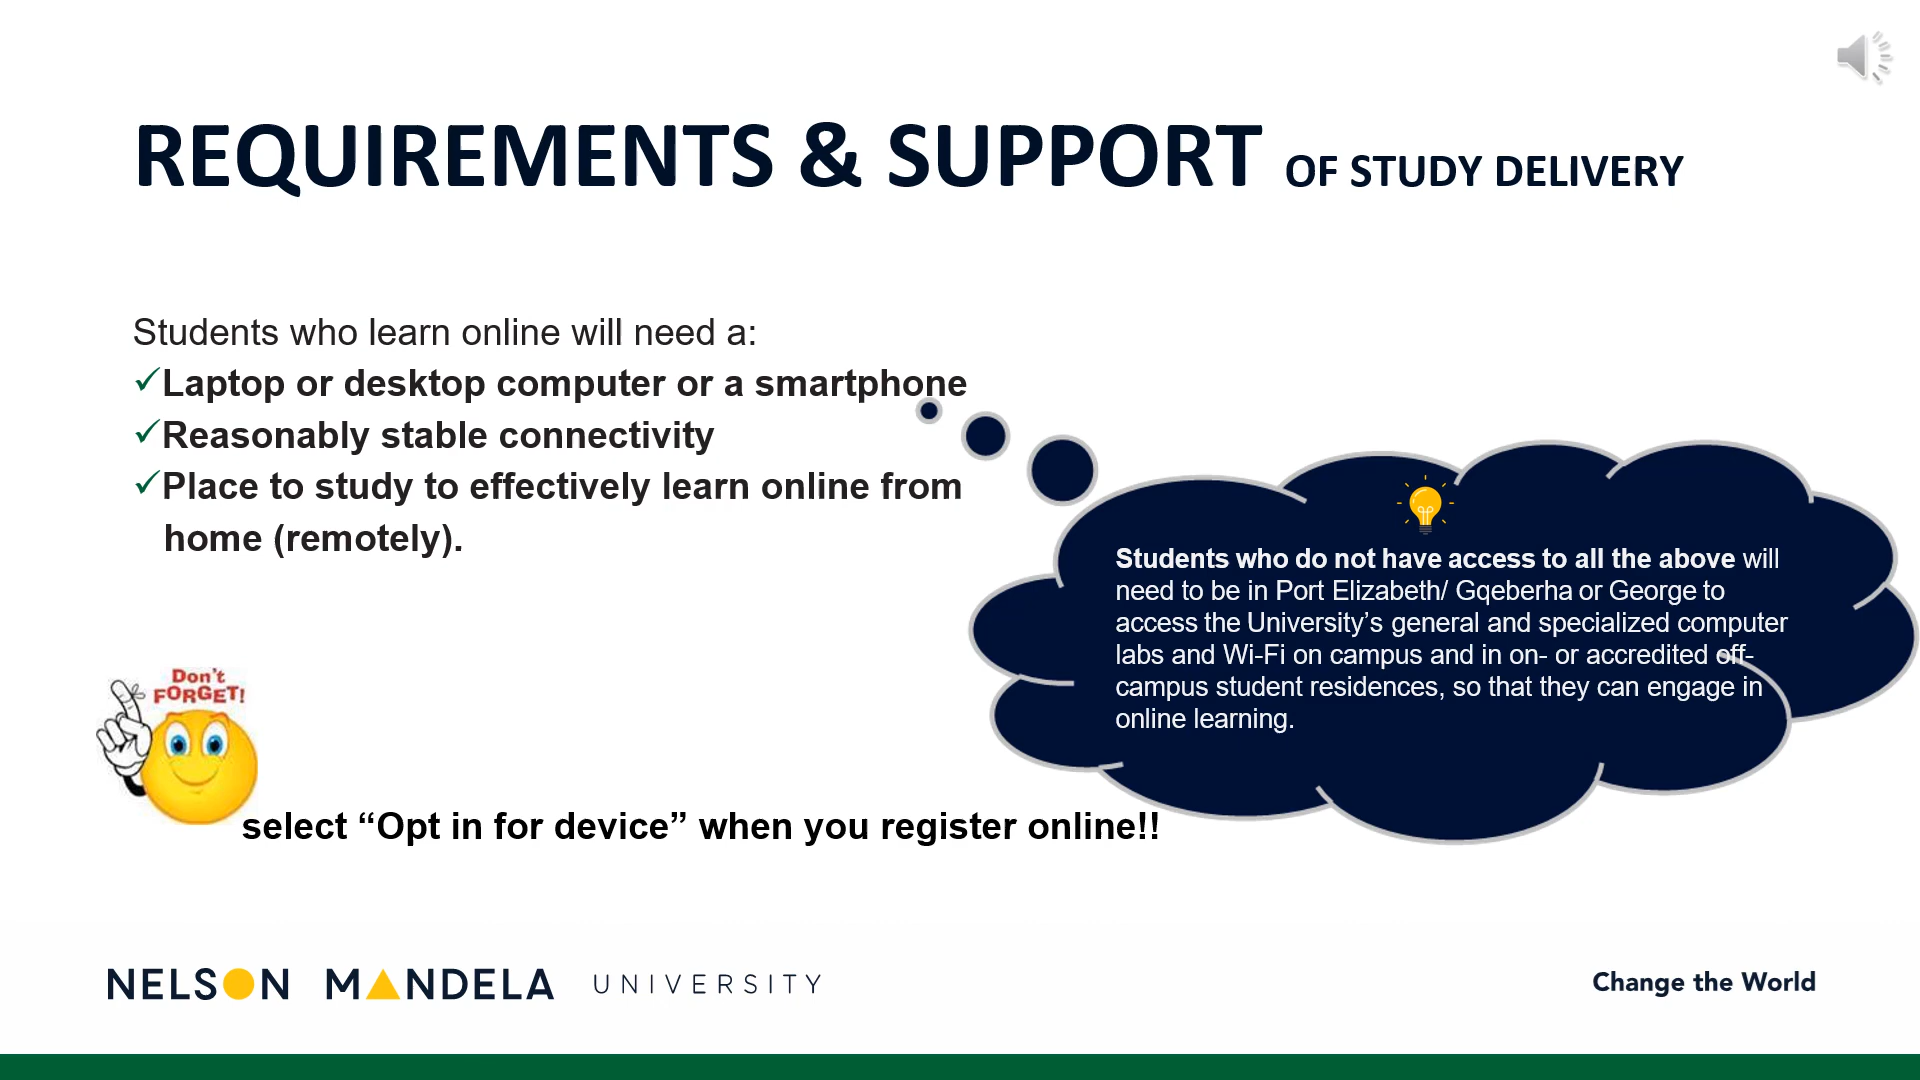 REQUIREMENTS & SUPPORT OF STUDY DELIVERY
Students who learn online will need a:
✓Laptop or desktop computer or a smartphone
✓Reasonably stable connectivity
✓Place to study to effectively learn online from
home (remotely).
Students who do not have access to all the above will
need to be in Port Elizabeth/ Gqeberha or George to
access the University’s general and specialized computer
labs and Wi-Fi on campus and in on- or accredited off-
campus student residences, so that they can engage in
online learning.
Don't
FORGET!
select “Opt in for device” when you register online!!
NELSON MANDELA UNIVERSITY
Change the World